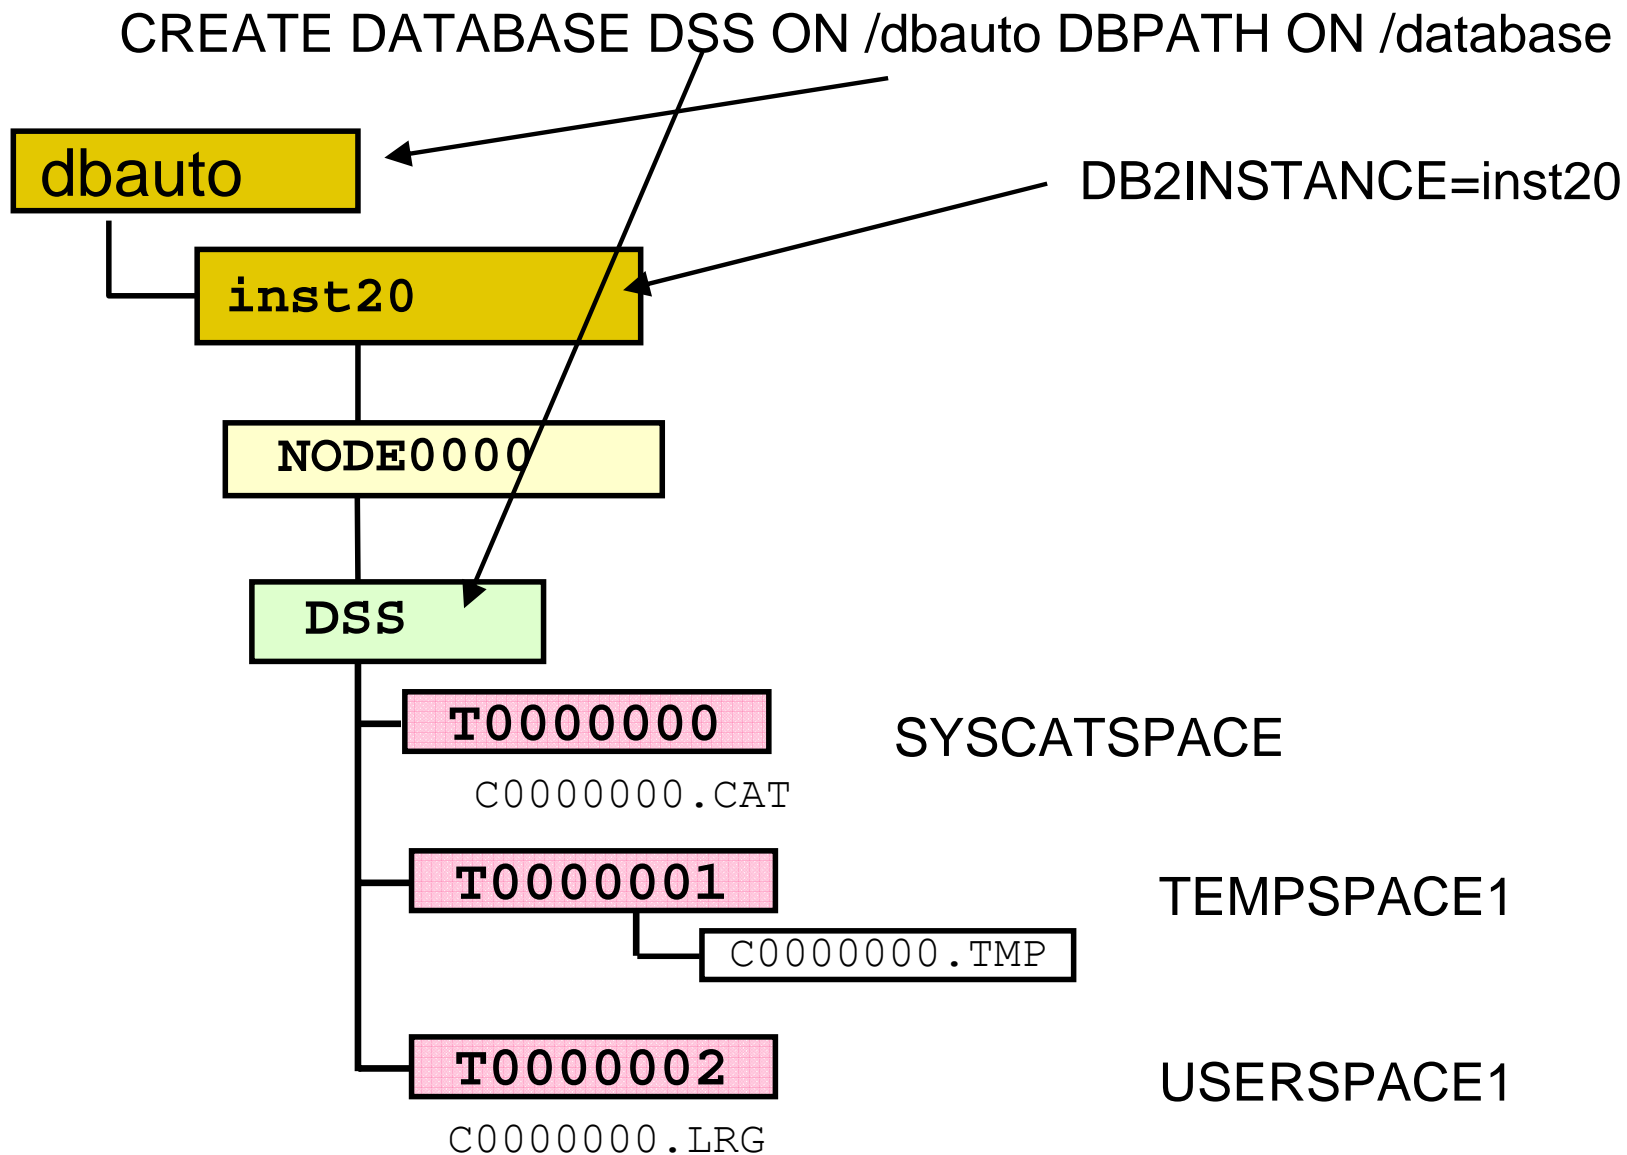 CREATE DATABASE DSS ON /dbauto DBPATH ON /database
dbauto
DB2INSTANCE=inst20
inst20
NODE0000
DSS
T0000000
SYSCATSPACE
C0000000.CAT
T0000001
TEMPSPACE1
C0000000.TMP
T0000002
USERSPACE1
C0000000.LRG